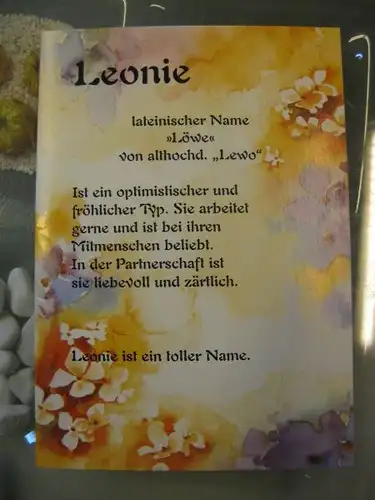 Leonie
lateinischer Name
»Löwe«
von althochd. „Lewo“
Ist ein optimistischer und
fröhlicher Typ. Sie arbeitet
gerne und ist bei ihren
Mitmenschen beliebt.
In der Partnerschaft ist
sie liebevoll und zärtlich.
Leonie ist ein toller Name.